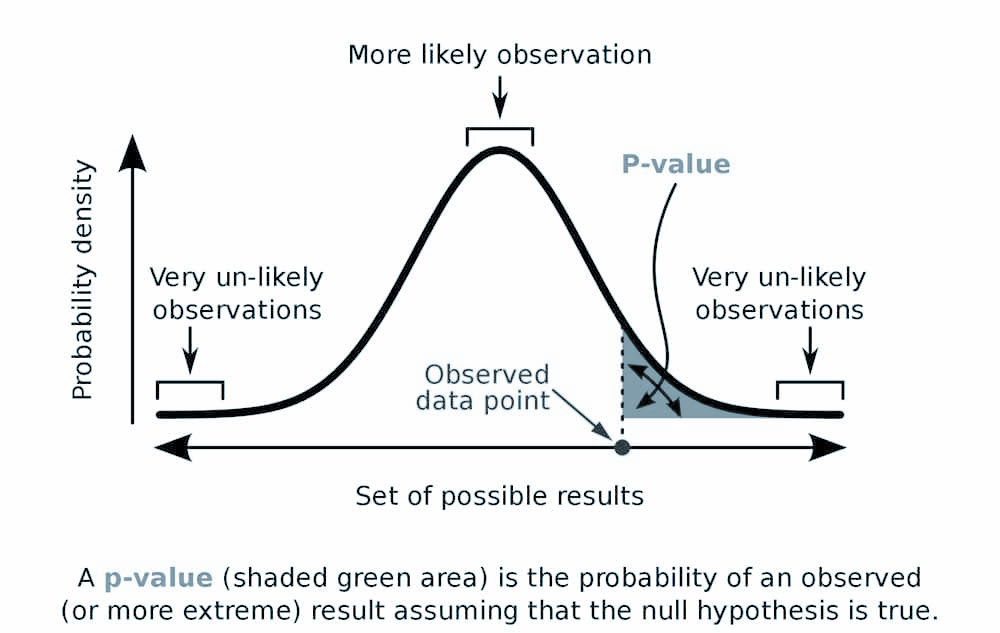 More likely observation
P-value
Probability density
Very un-likely
observations
Very un-likely
observations
Observed
data point
Set of possible results
A p-value (shaded green area) is the probability of an observed
(or more extreme) result assuming that the null hypothesis is true.